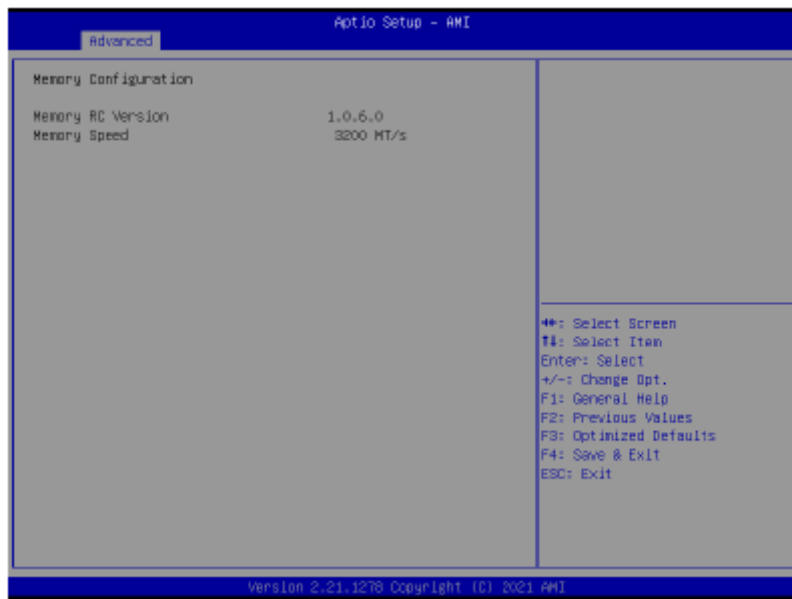 Aptio Setup - AMI
Advanced
Memory Configuration
Memory RC Version 1.0.6.0
Memory Speed 3200 MT/s
→←: Select Screen
↑↓: Select Item
Enter: Select
+/-: Change Opt.
F1: General Help
F2: Previous Values
F3: Optimized Defaults
F4: Save & Exit
ESC: Exit
Version 2.21.1278 Copyright (C) 2021 AMI